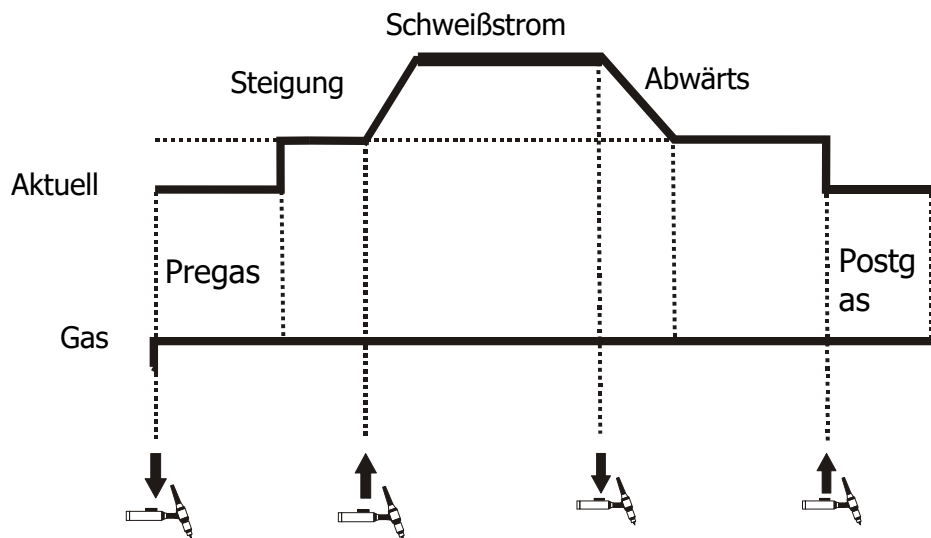 Schweißstrom
Steigung
Abwärts
Aktuell
Pregas
Postg
as
Gas